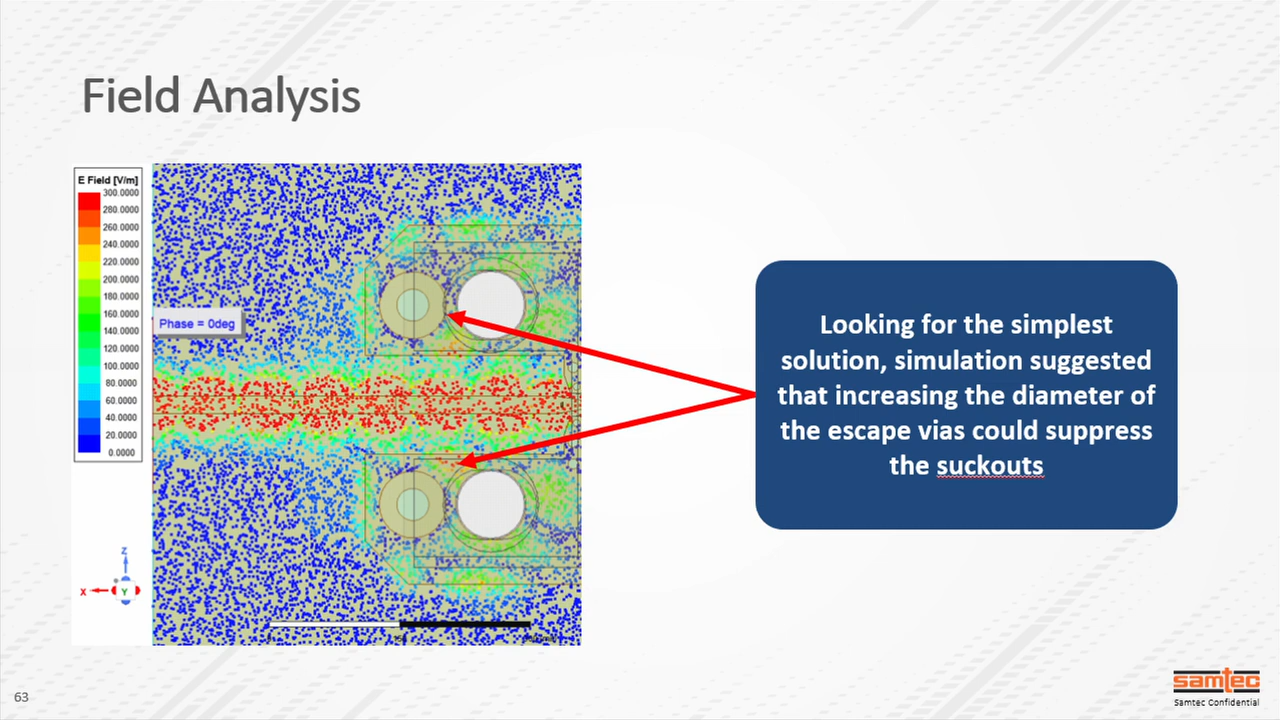 Field Analysis
E Field [V/m]
300.0000
280.0000
260.0000
240.0000
220.0000
200.0000
180.0000
160.0000
140.0000
120.0000
100.0000
80.0000
60.0000
40.0000
20.0000
0.0000
Phase = 0deg
Z
X
Y
Looking for the simplest
solution, simulation suggested
that increasing the diameter of
the escape vias could suppress
the suckouts
63
samtec
Samtec Confidential